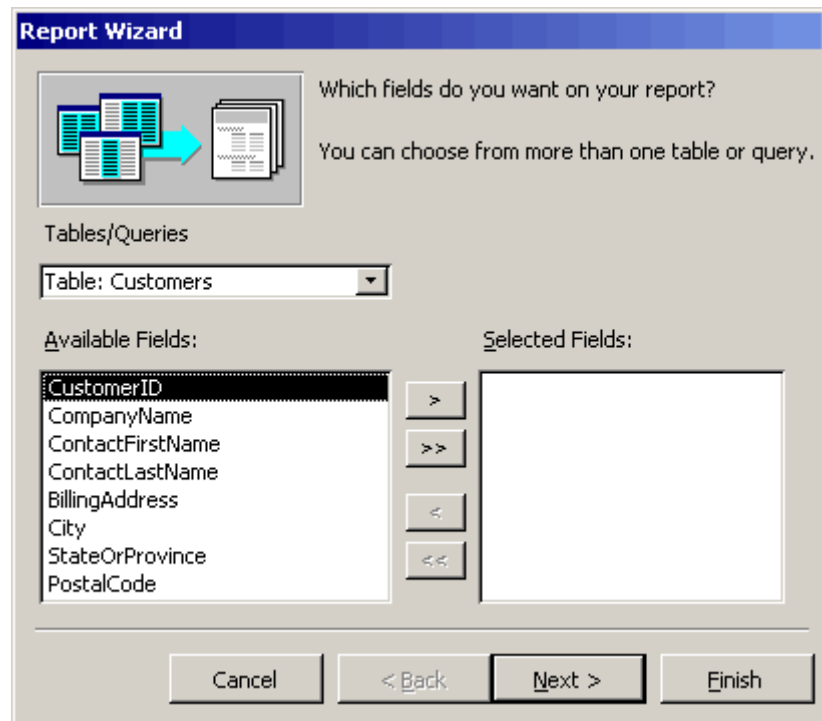 Report Wizard
Which fields do you want on your report?
You can choose from more than one table or query.
Tables/Queries
Table: Customers
Available Fields:
Selected Fields:
CustomerID
CompanyName
ContactFirstName
ContactLastName
BillingAddress
City
StateOrProvince
PostalCode
>
>>
<
<<
Cancel
< Back
Next >
Finish